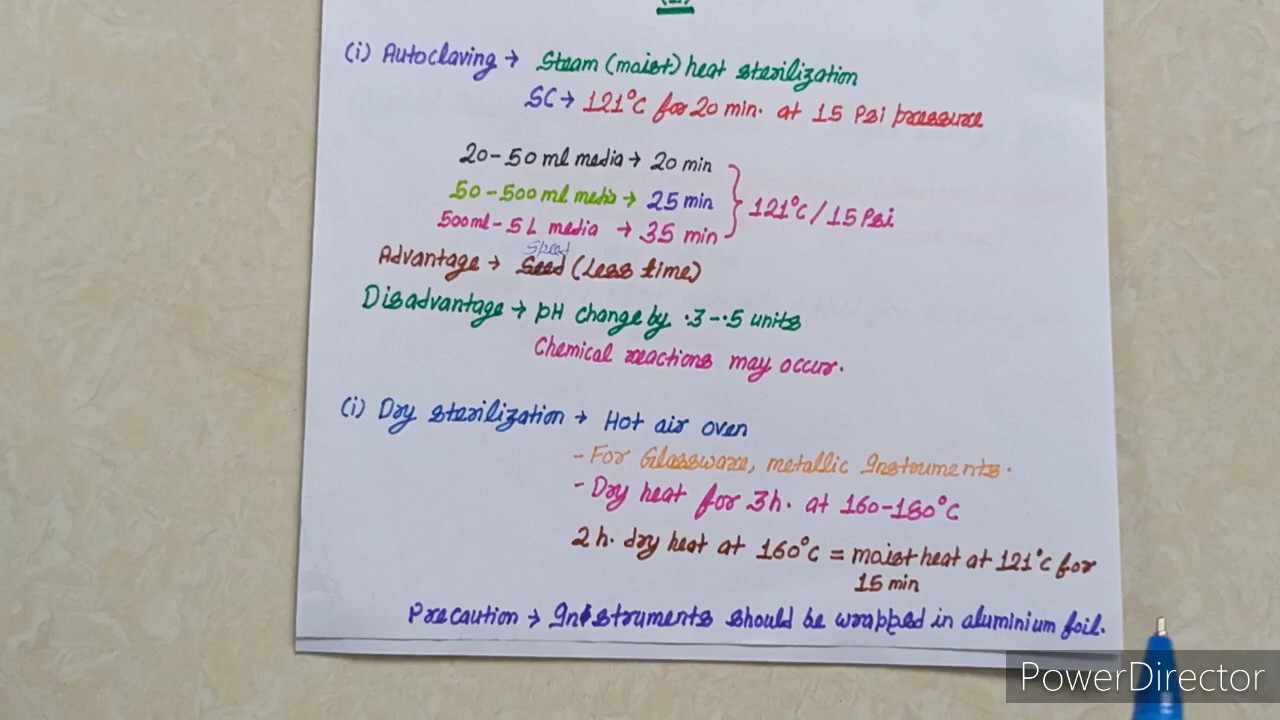 (i) Autoclaving → Steam (moist) heat sterilization
SC → 121°C for 20 min. at 15 Psi pressure
20-50 ml media → 20 min
50-500 ml media → 25 min
500ml-5L media → 35 min
121°C / 15 Psi
Speed
Advantage → Seed (Less time)
Disadvantage → pH change by .3-.5 units
Chemical reactions may occur.
(i) Dry sterilization → Hot air oven
- For Glassware, metallic Instruments.
- Dry heat for 3h. at 160-180°C
2 h. dry heat at 160°C = moist heat at 121°C for
15 min
Precaution → Instruments should be wrapped in aluminium foil.
PowerDirector